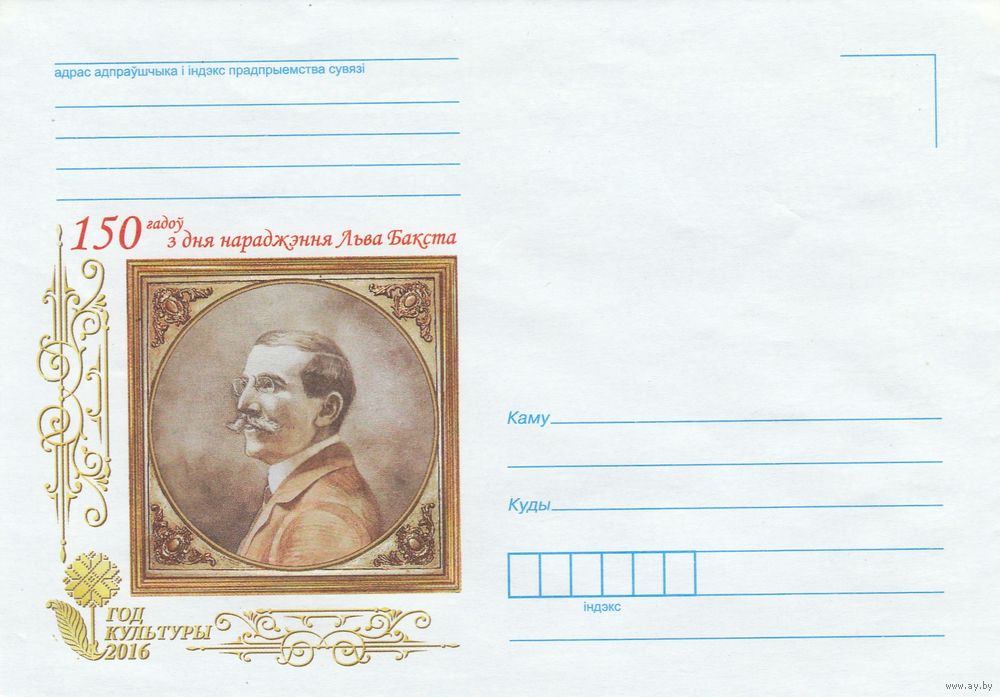 адрас адпраўшчыка і індэкс прадпрыемства сувязі
150 гадоў
з дня нараджэння Льва Бакста
Каму
Куды
індэкс
ГОД
КУЛЬТУРЫ
2016
www.ay.by